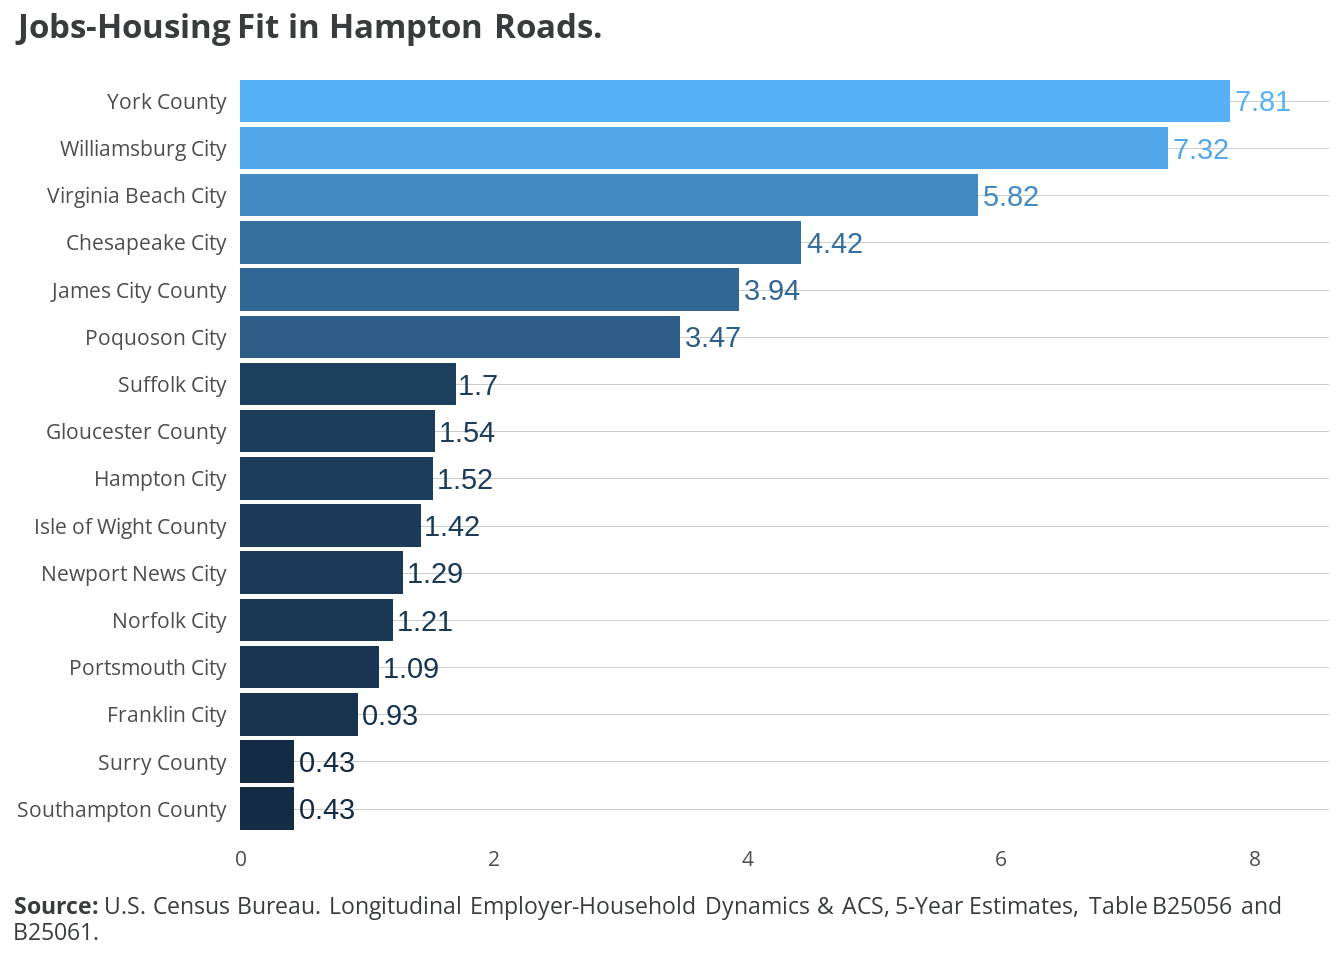 Jobs-Housing Fit in Hampton Roads.
York County 7.81
Williamsburg City 7.32
Virginia Beach City 5.82
Chesapeake City 4.42
James City County 3.94
Poquoson City 3.47
Suffolk City 1.7
Gloucester County 1.54
Hampton City 1.52
Isle of Wight County 1.42
Newport News City 1.29
Norfolk City 1.21
Portsmouth City 1.09
Franklin City 0.93
Surry County 0.43
Southampton County 0.43
0 2 4 6 8
Source: U.S. Census Bureau. Longitudinal Employer-Household Dynamics & ACS, 5-Year Estimates, Table B25056 and
B25061.